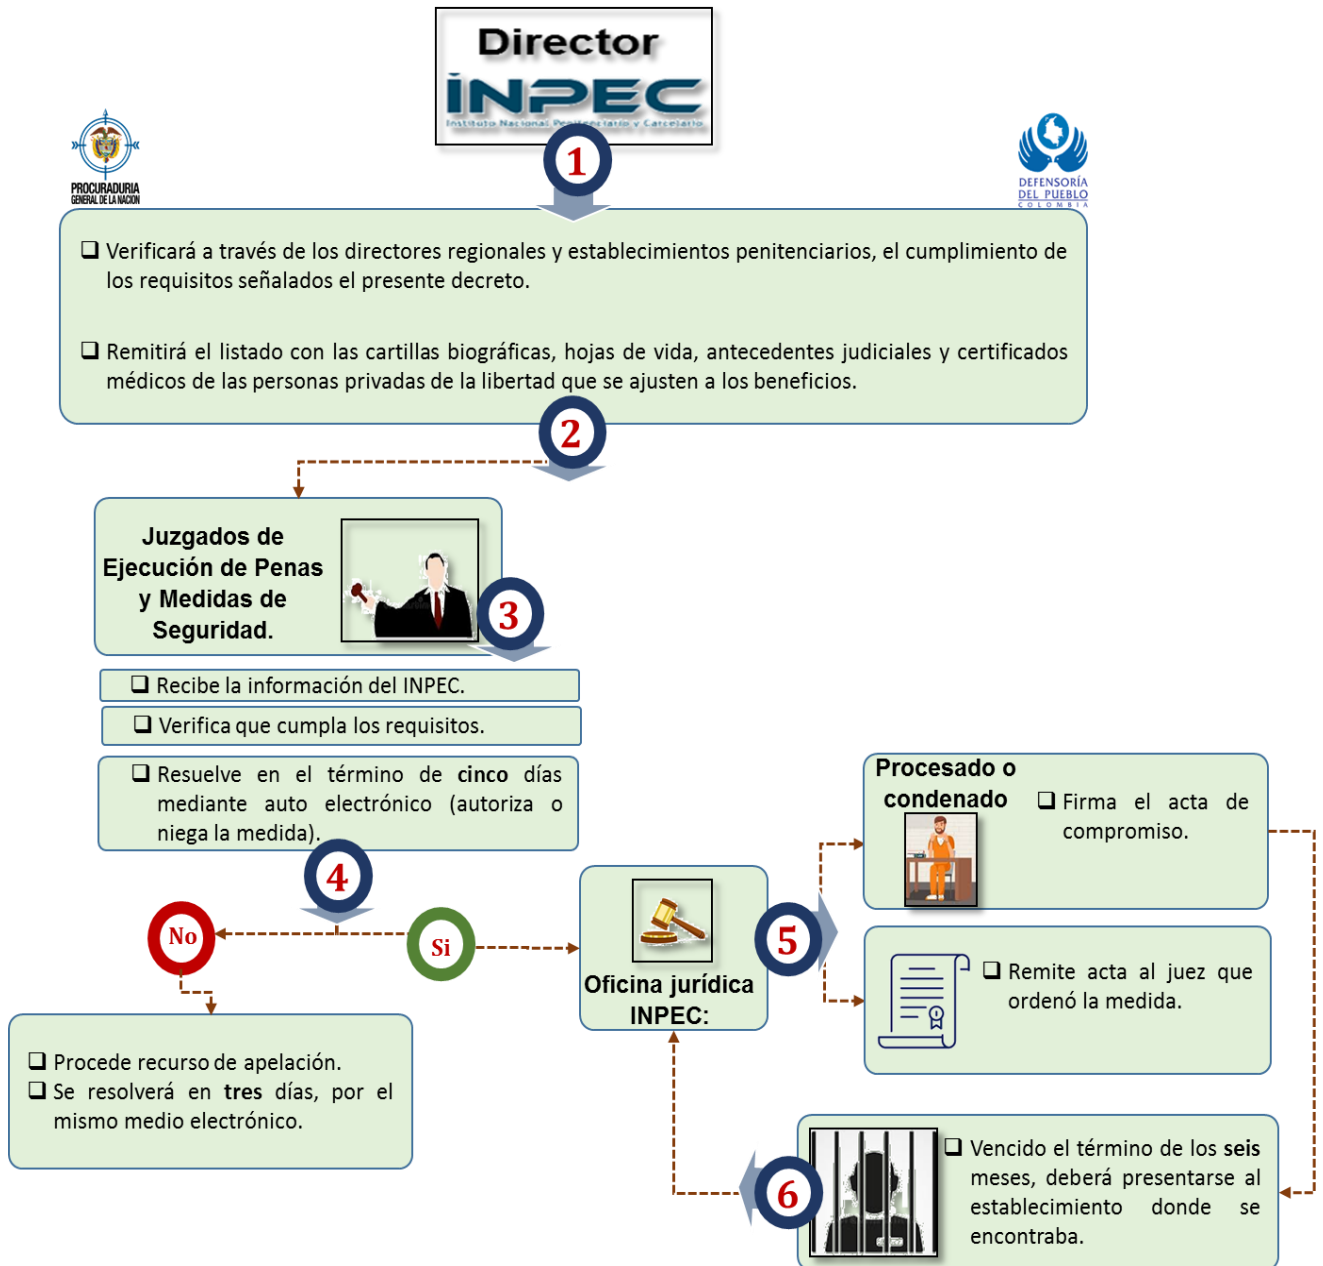 Director
INPEC
Instituto Nacional Penitenciario y Carcelario
PROCURADURIA
GENERAL DE LA NACION
DEFENSORÍA
DEL PUEBLO
COLOMBIA
1
❑ Verificará a través de los directores regionales y establecimientos penitenciarios, el cumplimiento de
los requisitos señalados el presente decreto.
❑ Remitirá el listado con las cartillas biográficas, hojas de vida, antecedentes judiciales y certificados
médicos de las personas privadas de la libertad que se ajusten a los beneficios.
2
Juzgados de
Ejecución de Penas
y Medidas de
Seguridad.
3
❑ Recibe la información del INPEC.
❑ Verifica que cumpla los requisitos.
❑ Resuelve en el término de cinco días
mediante auto electrónico (autoriza o
niega la medida).
4
No
Si
❑ Procede recurso de apelación.
❑ Se resolverá en tres días, por el
mismo medio electrónico.
Oficina jurídica
INPEC:
5
Procesado o
condenado
❑ Firma el acta de
compromiso.
❑ Remite acta al juez que
ordenó la medida.
6
❑ Vencido el término de los seis
meses, deberá presentarse al
establecimiento donde se
encontraba.